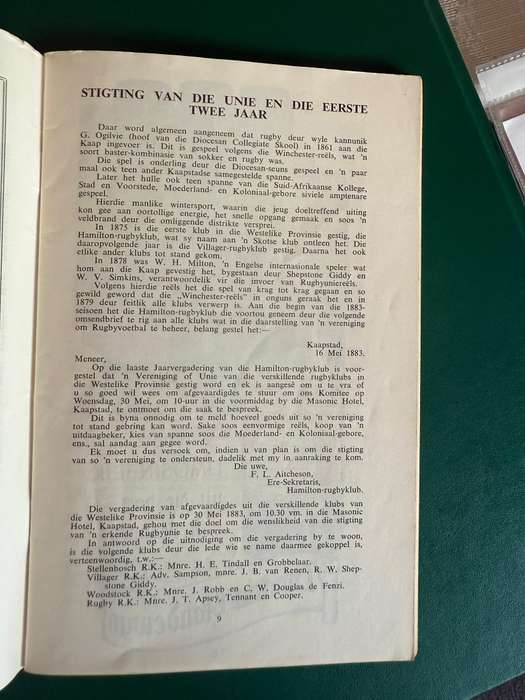 STIGTING VAN DIE UNIE EN DIE EERSTE
TWEE JAAR
Daar word algemeen aangeneem dat rugby deur wyle kannunik
G. Ogilvie (hoof van die Diocesan Collegiate Skool) in 1861 aan die
Kaap ingevoer is. Dit is gespeel volgens die Winchester-reëls, wat 'n
soort baster-kombinasie van sokker en rugby was.
Die spel is onderling deur die Diocesan-seuns gespeel en 'n paar
maal ook teen ander Kaapstadse samegestelde spanne.
Later het hulle ook teen spanne van die Suid-Afrikaanse Kollege,
Stad en Voorstede, Moederland- en Koloniaal-gebore siviele amptenare
gespeel.
Hierdie manlike wintersport, waarin die jeug doeltreffend uiting
kon gee aan oortollige energie, het snelle opgang gemaak en soos 'n
veldbrand deur die omliggende distrikte versprei.
In 1875 is die eerste klub in die Westelike Provinsie gestig, die
Hamilton-rugbyklub, wat sy naam aan 'n Skotse klub ontleen het. Die
daaropvolgende jaar is die Villager-rugbyklub gestig. Daarna het ook
etlike ander klubs tot stand gekom.
In 1878 was W. H. Milton, 'n Engelse internasionale speler wat
hom aan die Kaap gevestig het, bygestaan deur Shepstone Giddy en
W. V. Simkins, verantwoordelik vir die invoer van Rugbyuniereëls.
Volgens hierdie reëls het die spel van krag tot krag gegaan en so
gewild geword dat die „Winchester-reëls” in onguns geraak het en in
1879 deur feitlik alle klubs verwerp is. Aan die begin van die 1883-
seisoen het die Hamilton-rugbyklub die voortou geneem deur die volgende
omsendbrief te rig aan alle klubs wat in die daarstelling van 'n vereniging
om Rugbyvoetbal te beheer, belang gestel het:—
Kaapstad,
16 Mei 1883.
Meneer,
Op die laaste Jaarvergadering van die Hamilton-rugbyklub is voor-
gestel dat 'n Vereniging of Unie van die verskillende rugbyklubs in
die Westelike Provinsie gestig word en ek is aangesê om u te vra of
u so goed wil wees om afgevaardigdes te stuur om ons Komitee op
Woensdag, 30 Mei, om 10-uur in die voormiddag by die Masonic Hotel,
Kaapstad, te ontmoet om die saak te bespreek.
Dit is byna onnodig om te meld hoeveel goeds uit so 'n vereniging
tot stand gebring kan word. Sake soos eenvormige reëls, koop van 'n
uitdaagbeker, kies van spanne soos die Moederland- en Koloniaal-gebore,
ens., sal aandag aan gegee word.
Ek moet u dus versoek om, indien u van plan is om die stigting
van so 'n vereniging te ondersteun, dadelik met my in aanraking te kom.
Die uwe,
F. L. Aitcheson,
Ere-Sekretaris,
Hamilton-rugbyklub.
Die vergadering van afgevaardigdes uit die verskillende klubs van
die Westelike Provinsie is op 30 Mei 1883, om 10.30 vm. in die Masonic
Hotel, Kaapstad, gehou met die doel om die wenslikheid van die stigting
van 'n erkende Rugbyunie te bespreek.
In antwoord op die uitnodiging om die vergadering by te woon,
is die volgende klubs deur die lede wie se name daarmee gekoppel is,
verteenwoordig, t.w.:—
Stellenbosch R.K.: Mnre. H. E. Tindall en Grobbelaar.
Villager R.K.: Adv. Sampson, mnre. J. B. van Renen, R. W. Shep-
stone Giddy.
Woodstock R.K.: Mnre. J. Robb en C. W. Douglas de Fenzi.
Rugby R.K.: Mnre. J. T. Apsey, Tennant en Cooper.
9